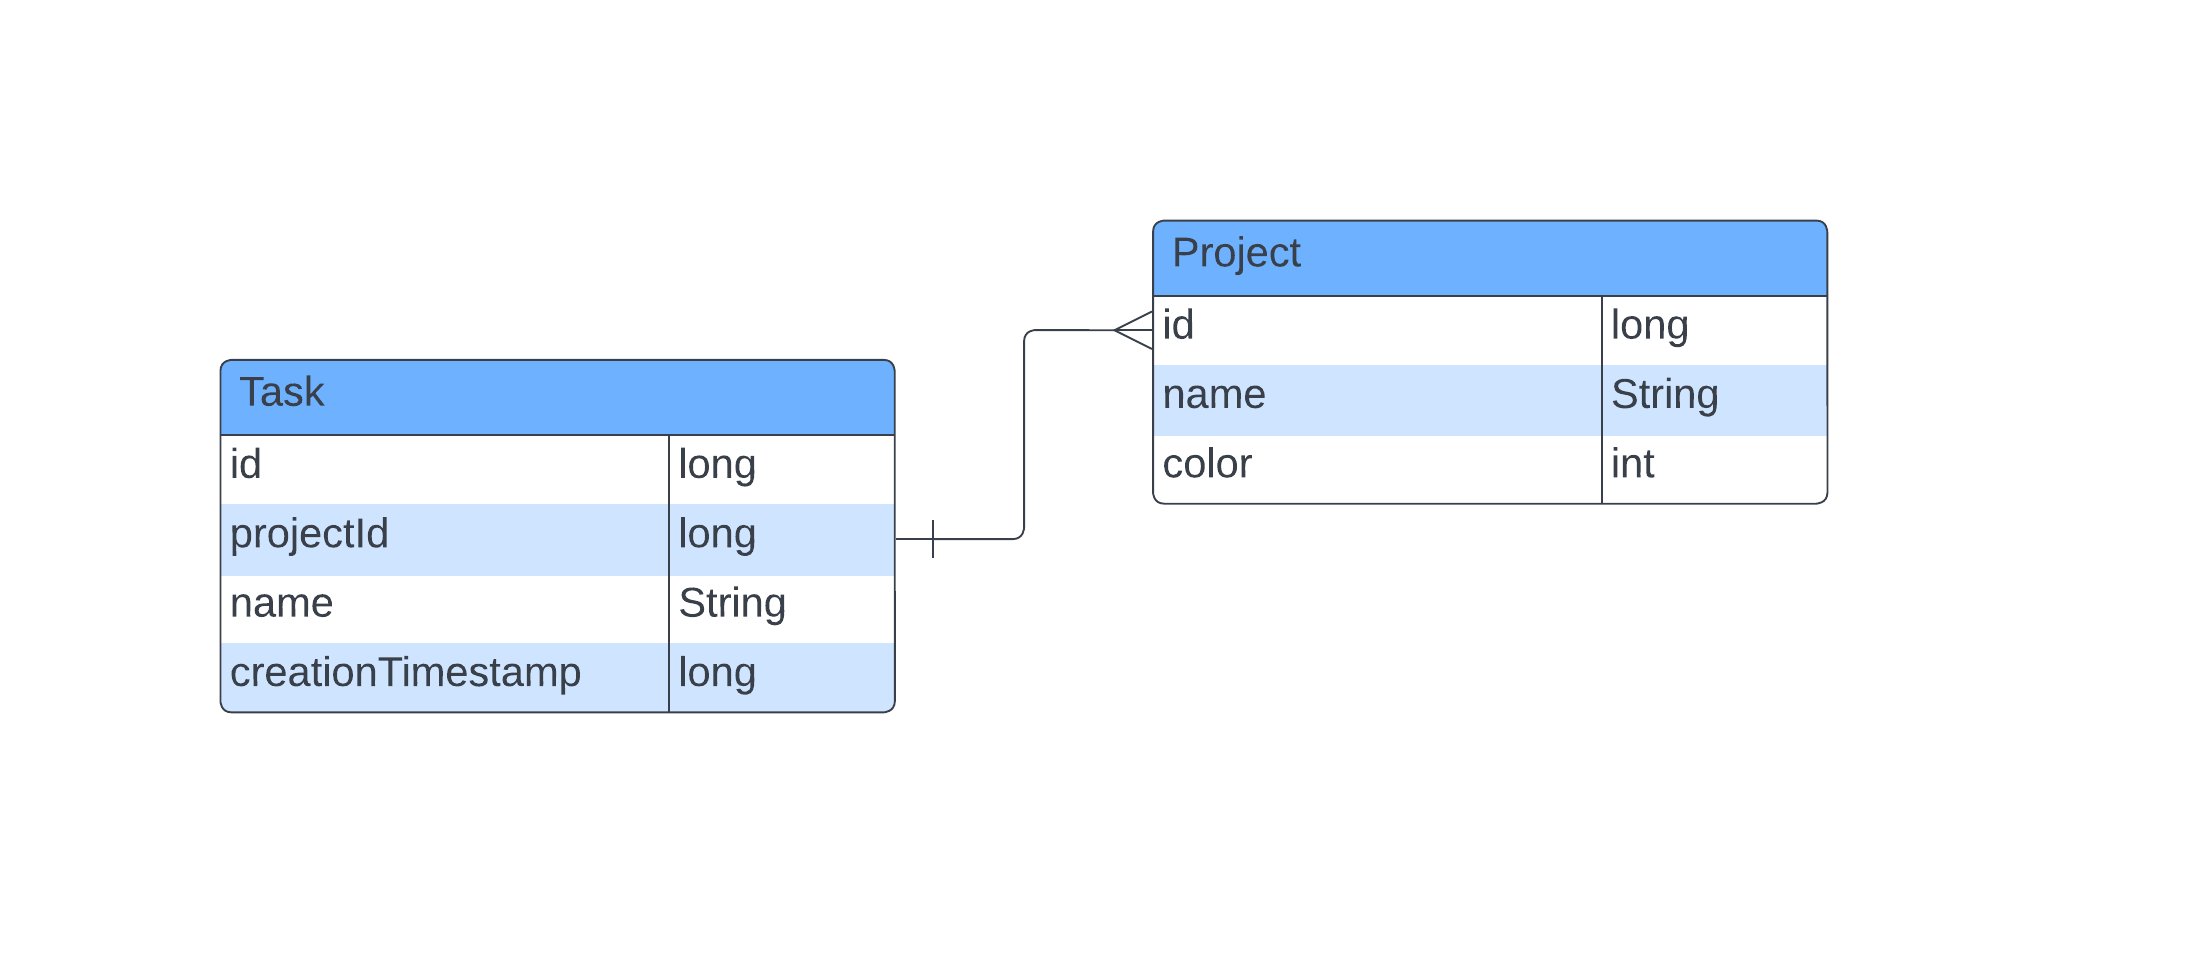 Task
id long
projectId long
name String
creationTimestamp long
Project
id long
name String
color int